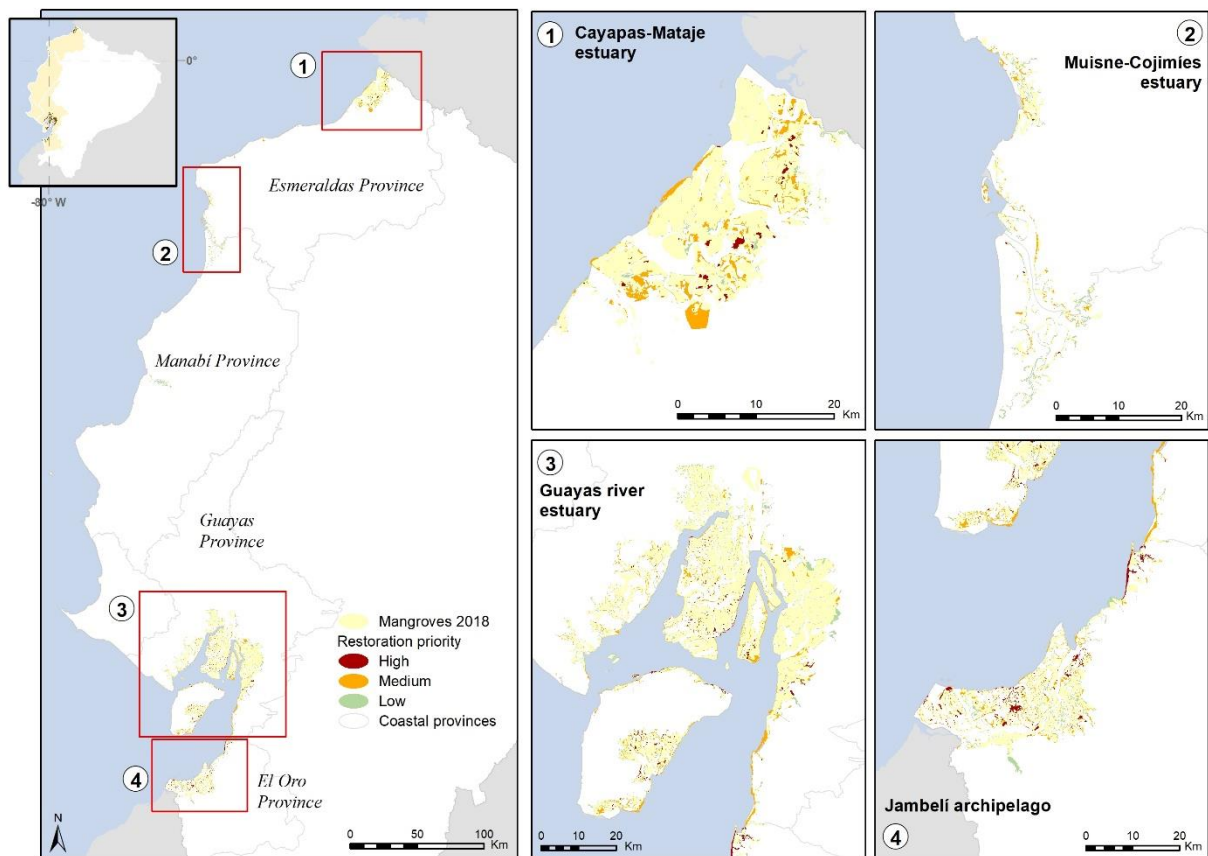 0°
-80° W
1
2
Esmeraldas Province
Manabí Province
Guayas
Province
3
4
El Oro
Province
Mangroves 2018
Restoration priority
High
Medium
Low
Coastal provinces
N
0 50 100
Km
1
Cayapas-Mataje
estuary
0 10 20
Km
2
Muisne-Cojimíes
estuary
0 10 20
Km
3
Guayas river
estuary
0 10 20
Km
Jambelí archipelago
4
0 10 20
Km